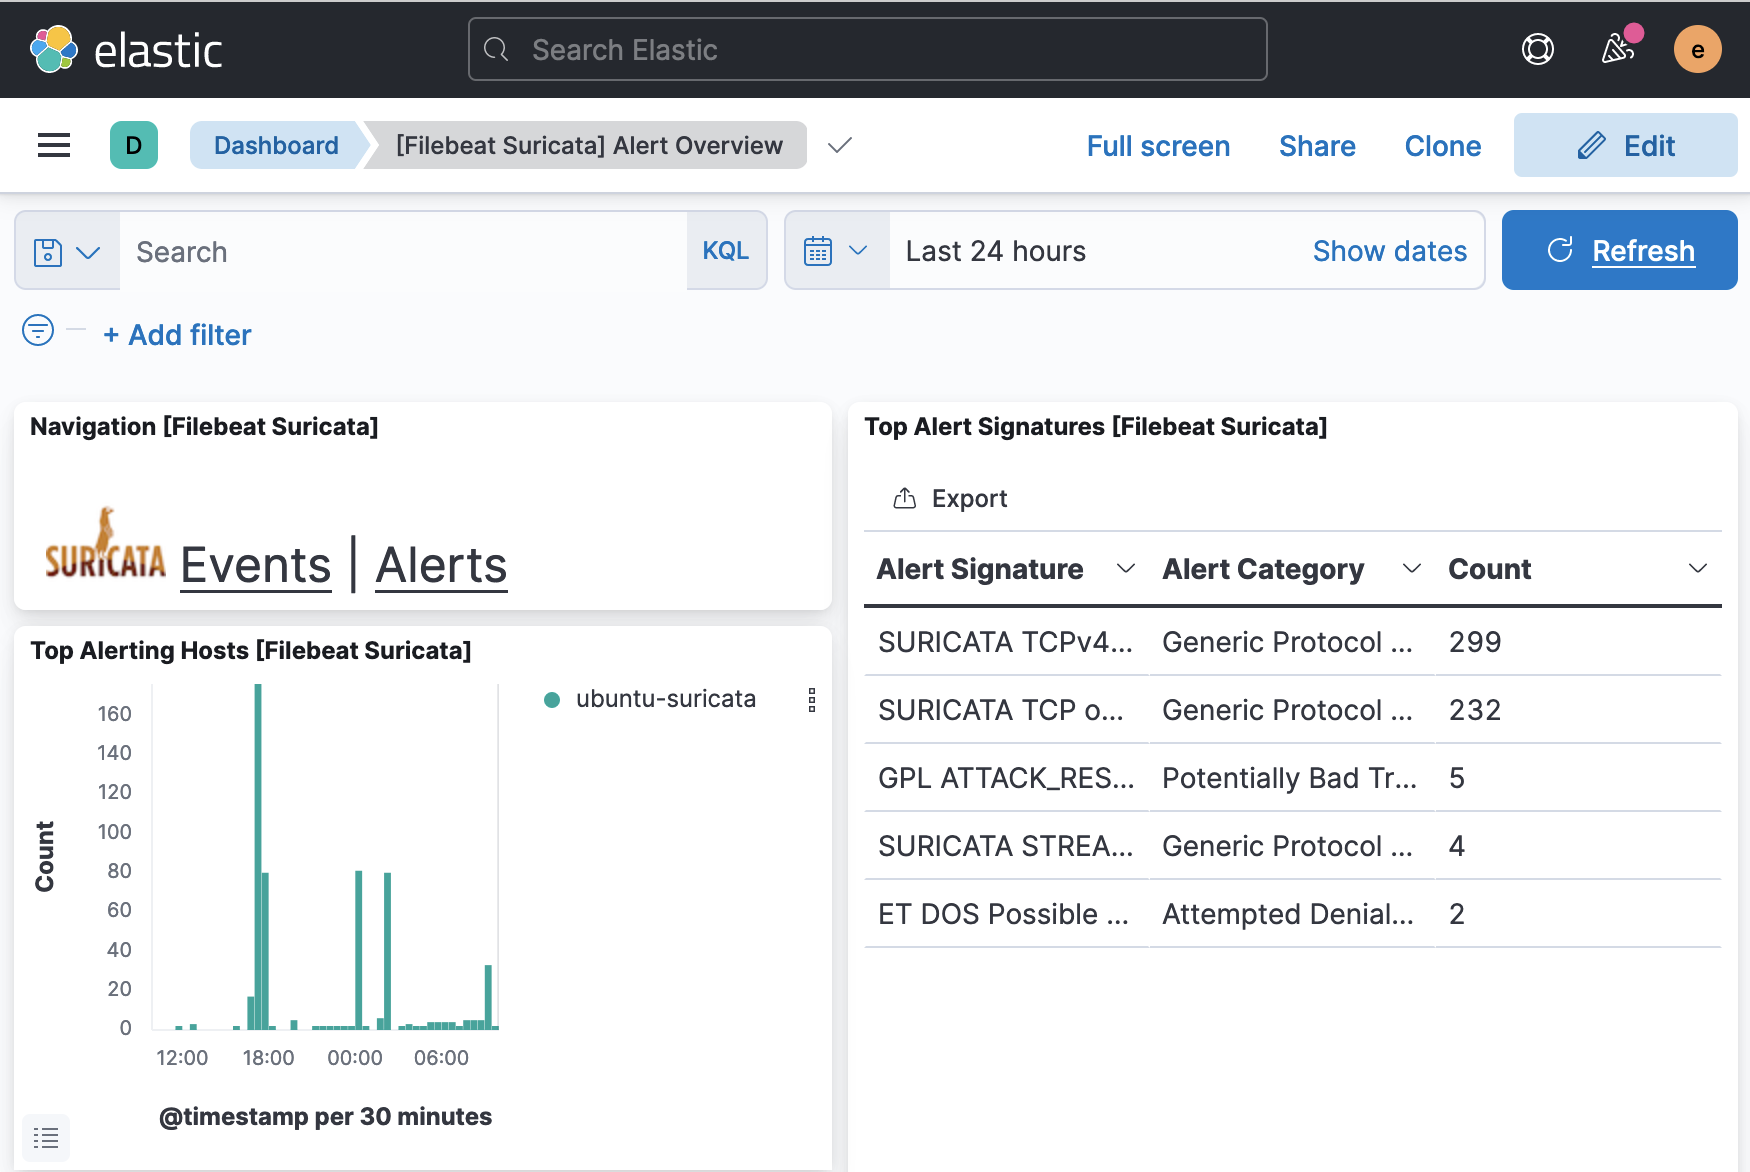 elastic
Search Elastic
e
D
Dashboard
[Filebeat Suricata] Alert Overview
Full screen
Share
Clone
Edit
Search
KQL
Last 24 hours
Show dates
Refresh
+ Add filter
Navigation [Filebeat Suricata]
SURICATA
Events | Alerts
Top Alerting Hosts [Filebeat Suricata]
ubuntu-suricata
Count
160
140
120
100
80
60
40
20
0
12:00 18:00 00:00 06:00
@timestamp per 30 minutes
Top Alert Signatures [Filebeat Suricata]
Export
Alert Signature Alert Category Count
SURICATA TCPv4... Generic Protocol ... 299
SURICATA TCP o... Generic Protocol ... 232
GPL ATTACK_RES... Potentially Bad Tr... 5
SURICATA STREA... Generic Protocol ... 4
ET DOS Possible ... Attempted Denial... 2